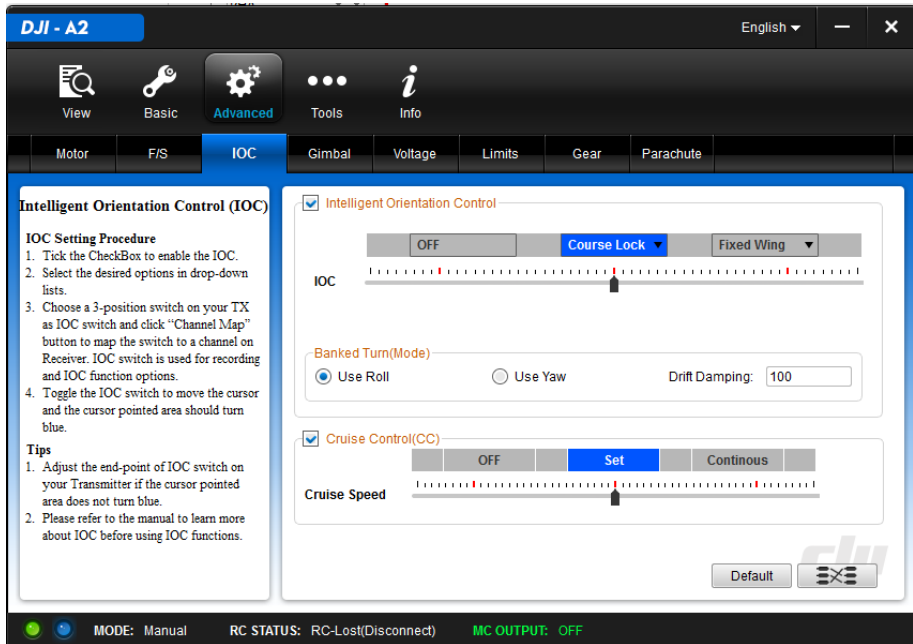 DJI - A2
English
View
Basic
Advanced
Tools
Info
Motor
F/S
IOC
Gimbal
Voltage
Limits
Gear
Parachute
Intelligent Orientation Control (IOC)
IOC Setting Procedure
1. Tick the CheckBox to enable the IOC.
2. Select the desired options in drop-down
lists.
3. Choose a 3-position switch on your TX
as IOC switch and click “Channel Map”
button to map the switch to a channel on
Receiver. IOC switch is used for recording
and IOC function options.
4. Toggle the IOC switch to move the cursor
and the cursor pointed area should turn
blue.
Tips
1. Adjust the end-point of IOC switch on
your Transmitter if the cursor pointed
area does not turn blue.
2. Please refer to the manual to learn more
about IOC before using IOC functions.
Intelligent Orientation Control
OFF
Course Lock
Fixed Wing
IOC
Banked Turn(Mode)
Use Roll
Use Yaw
Drift Damping: 100
Cruise Control(CC)
OFF
Set
Continous
Cruise Speed
Default
MODE: Manual
RC STATUS: RC-Lost(Disconnect)
MC OUTPUT: OFF